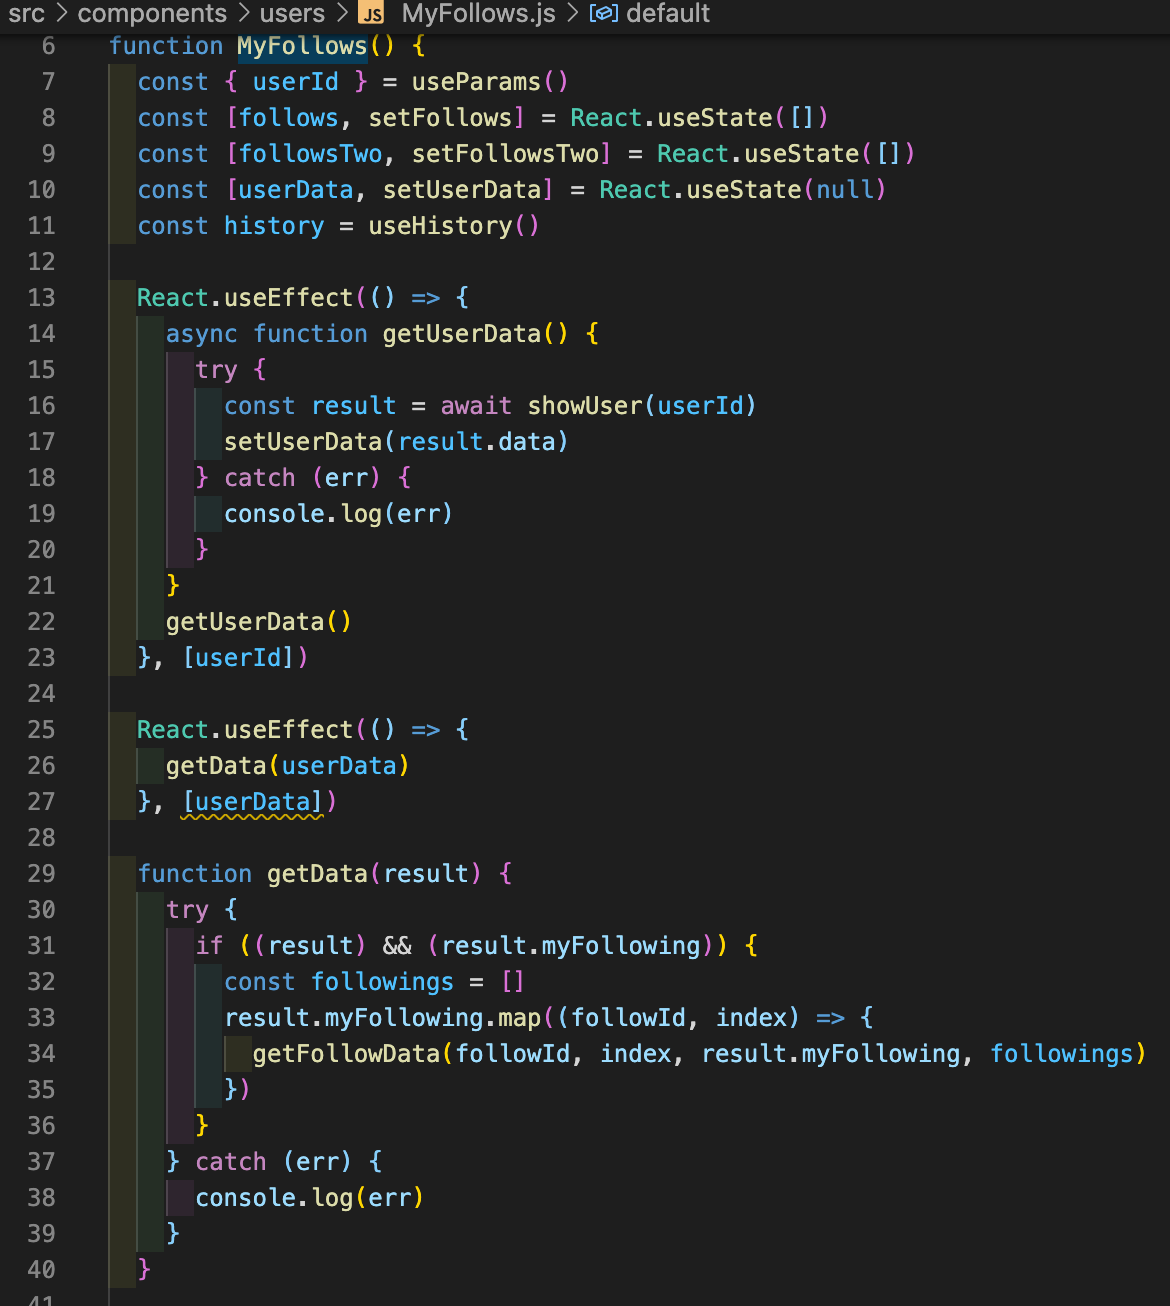 src > components > users > JS MyFollows.js > default
6 function MyFollows() {
7 const { userId } = useParams()
8 const [follows, setFollows] = React.useState([])
9 const [followsTwo, setFollowsTwo] = React.useState([])
10 const [userData, setUserData] = React.useState(null)
11 const history = useHistory()
12
13 React.useEffect(() => {
14 async function getUserData() {
15 try {
16 const result = await showUser(userId)
17 setUserData(result.data)
18 } catch (err) {
19 console.log(err)
20 }
21 }
22 getUserData()
23 }, [userId])
24
25 React.useEffect(() => {
26 getData(userData)
27 }, [userData])
28
29 function getData(result) {
30 try {
31 if ((result) && (result.myFollowing)) {
32 const followings = []
33 result.myFollowing.map((followId, index) => {
34 getFollowData(followId, index, result.myFollowing, followings)
35 })
36 }
37 } catch (err) {
38 console.log(err)
39 }
40 }
41